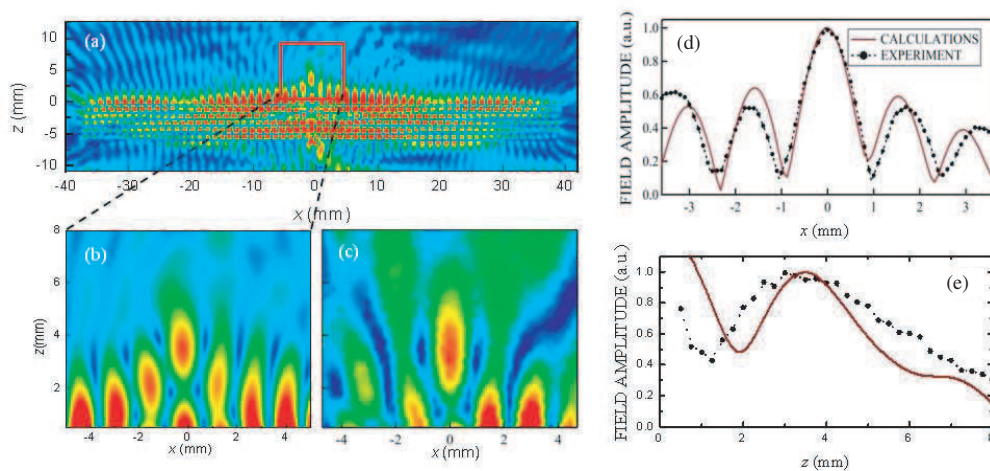 (a)
z (mm)
10
5
0
-5
-10
-40 -30 -20 -10 0 10 20 30 40
x (mm)
(b)
z(mm)
8
6
4
2
-4 -2 0 2 4
x (mm)
(c)
-4 -2 0 2 4
x (mm)
(d)
FIELD AMPLITUDE (a.u.)
1.0
0.8
0.6
0.4
0.2
0.0
CALCULATIONS
EXPERIMENT
-3 -2 -1 0 1 2 3
x (mm)
(e)
FIELD AMPLITUDE (a.u.)
1.0
0.8
0.6
0.4
0.2
0.0
0 2 4 6 8
z (mm)